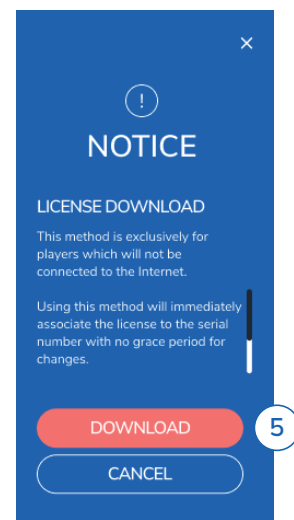 ×
!
NOTICE
LICENSE DOWNLOAD
This method is exclusively for
players which will not be
connected to the Internet.
Using this method will immediately
associate the license to the serial
number with no grace period for
changes.
DOWNLOAD
5
CANCEL